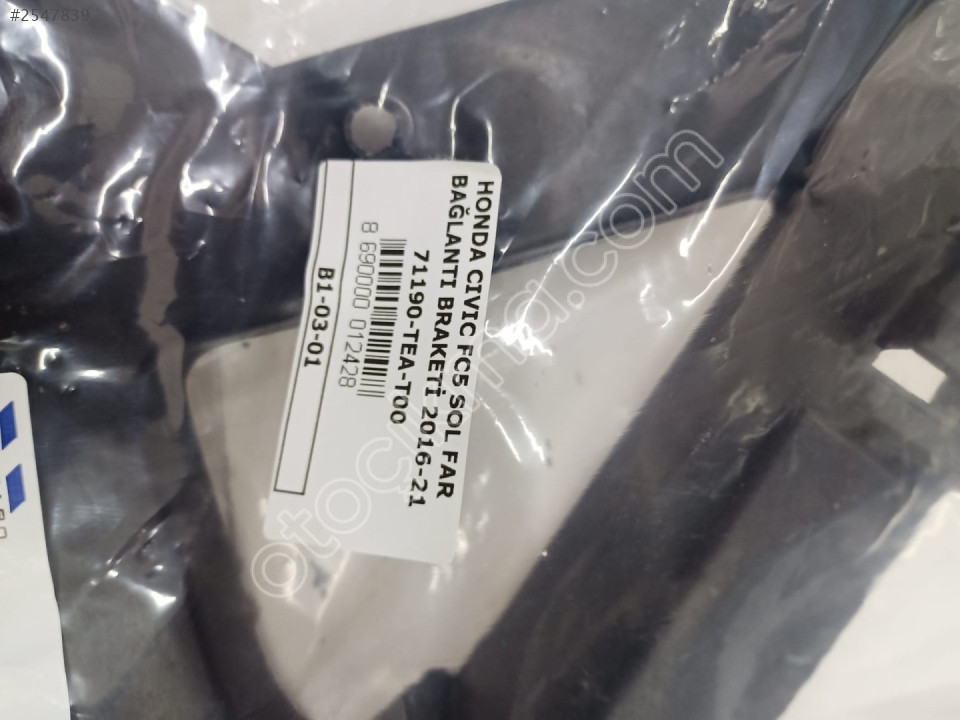 #2547839
HONDA CIVIC FC5 SOL FAR
BAĞLANTI BRAKETİ 2016-21
71190-TEA-T00
8 690000 012428
B1-03-01
otocikma.com